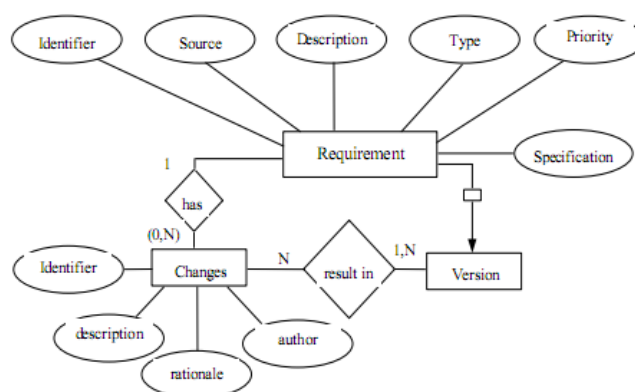 Identifier
Source
Description
Type
Priority
Requirement
Specification
1
has
(0,N)
Identifier
Changes
N
result in
1,N
Version
description
author
rationale